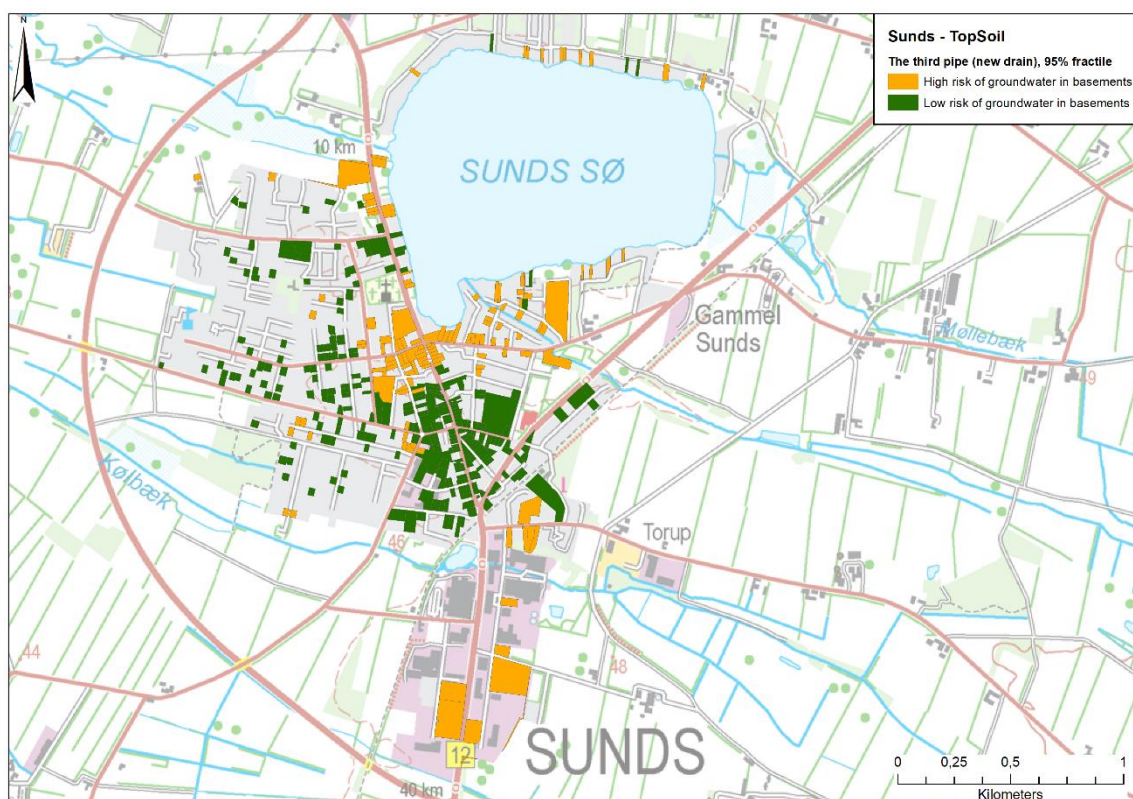 Sunds - TopSoil
The third pipe (new drain), 95% fractile
High risk of groundwater in basements
Low risk of groundwater in basements
N
10 km
SUNDS SØ
Gammel
Sunds
Møllebæk
49
Kølbæk
46
Torup
44
48
SUNDS
12
40 km
0 0,25 0,5 1
Kilometers